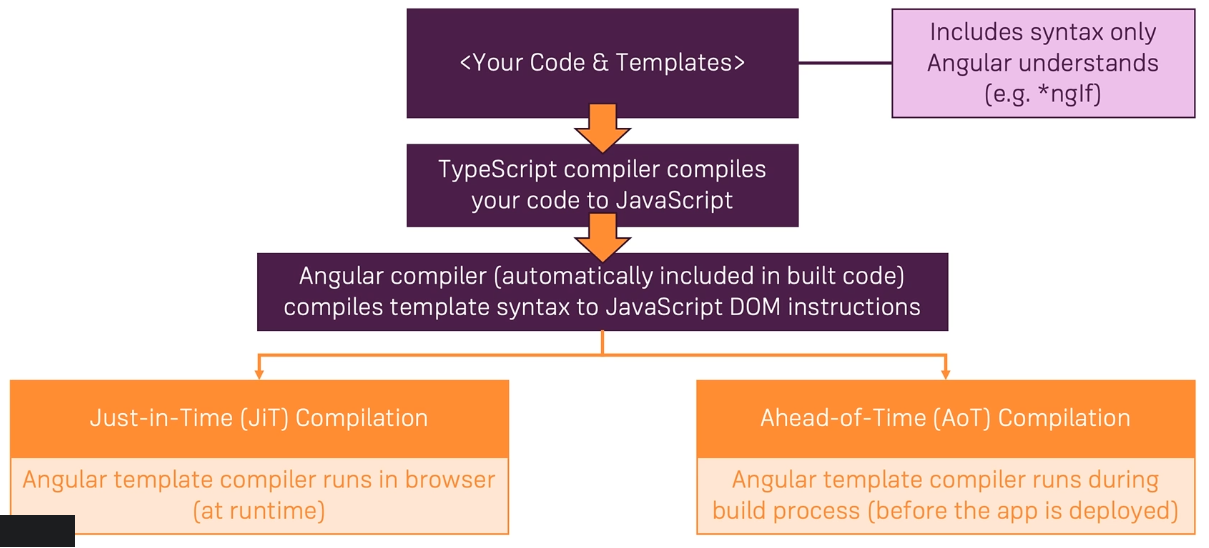 <Your Code & Templates>
Includes syntax only
Angular understands
(e.g. *ngIf)
TypeScript compiler compiles
your code to JavaScript
Angular compiler (automatically included in built code)
compiles template syntax to JavaScript DOM instructions
Just-in-Time (JiT) Compilation
Angular template compiler runs in browser
(at runtime)
Ahead-of-Time (AoT) Compilation
Angular template compiler runs during
build process (before the app is deployed)